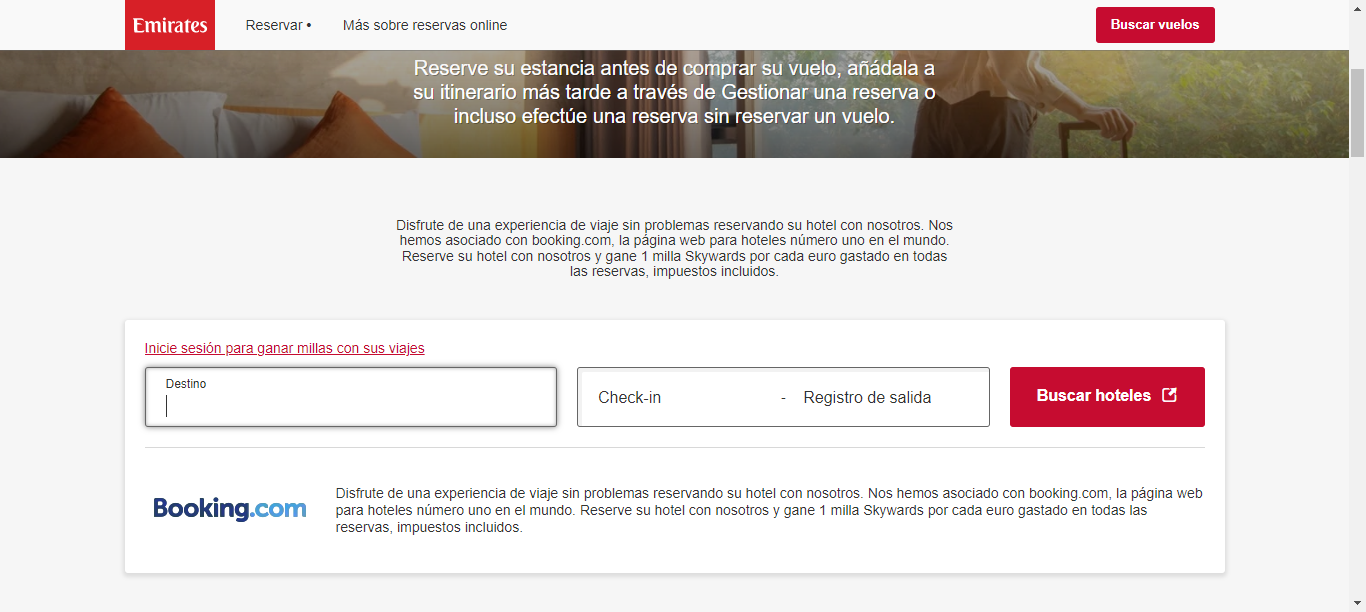 Emirates
Reservar •
Más sobre reservas online
Buscar vuelos
Reserve su estancia antes de comprar su vuelo, añádala a
su itinerario más tarde a través de Gestionar una reserva o
incluso efectúe una reserva sin reservar un vuelo.
Disfrute de una experiencia de viaje sin problemas reservando su hotel con nosotros. Nos
hemos asociado con booking.com, la página web para hoteles número uno en el mundo.
Reserve su hotel con nosotros y gane 1 milla Skywards por cada euro gastado en todas
las reservas, impuestos incluidos.
Inicie sesión para ganar millas con sus viajes
Destino
Check-in - Registro de salida
Buscar hoteles
Booking.com
Disfrute de una experiencia de viaje sin problemas reservando su hotel con nosotros. Nos hemos asociado con booking.com, la página web
para hoteles número uno en el mundo. Reserve su hotel con nosotros y gane 1 milla Skywards por cada euro gastado en todas las
reservas, impuestos incluidos.